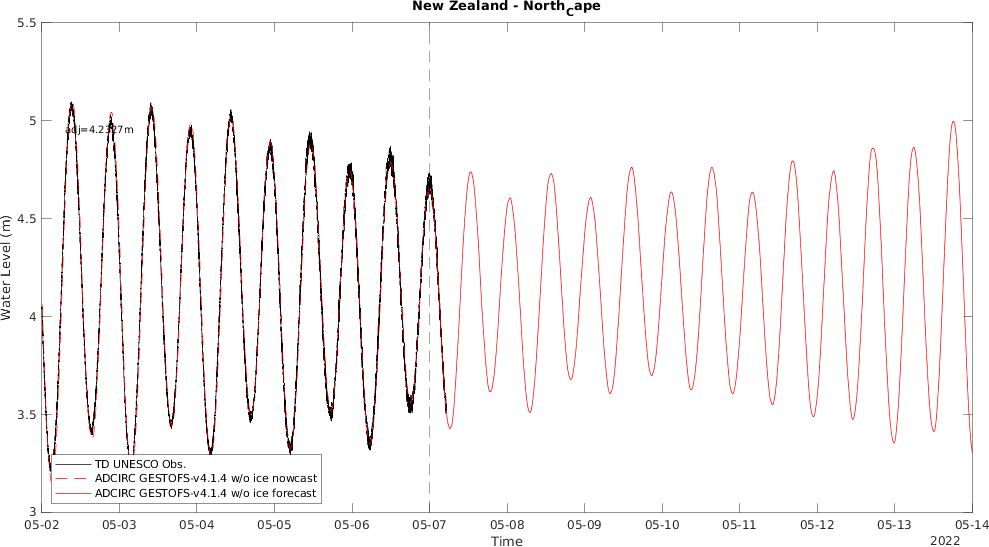 New Zealand - NorthCape
5.5
5
4.5
4
3.5
3
Water Level (m)
adj=4.2327m
TD UNESCO Obs.
ADCIRC GESTOFS-v4.1.4 w/o ice nowcast
ADCIRC GESTOFS-v4.1.4 w/o ice forecast
05-02 05-03 05-04 05-05 05-06 05-07 05-08 05-09 05-10 05-11 05-12 05-13 05-14
Time
2022